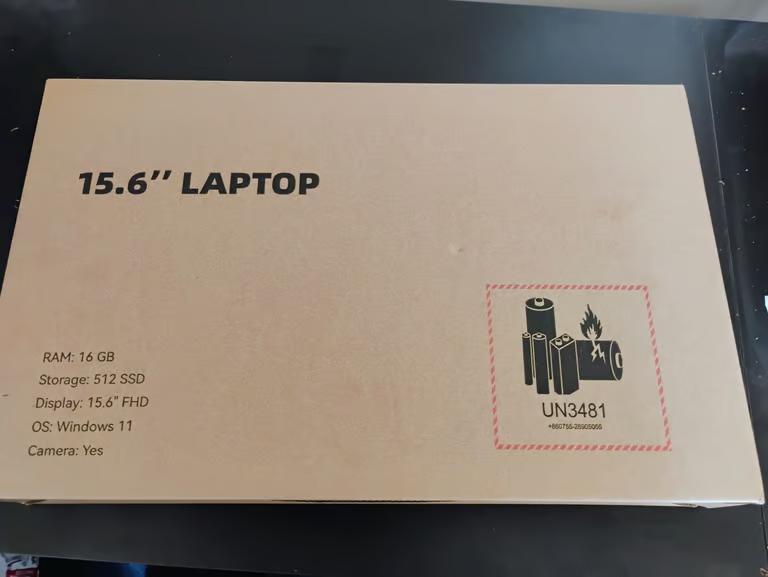 15.6’’ LAPTOP
RAM: 16 GB
Storage: 512 SSD
Display: 15.6" FHD
OS: Windows 11
Camera: Yes
UN3481